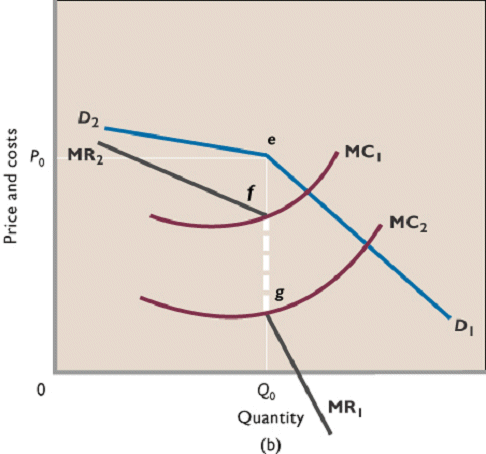 D₂
e
MR₂
P₀
MC₁
f
MC₂
Price and costs
g
D₁
0
Q₀
MR₁
Quantity
(b)